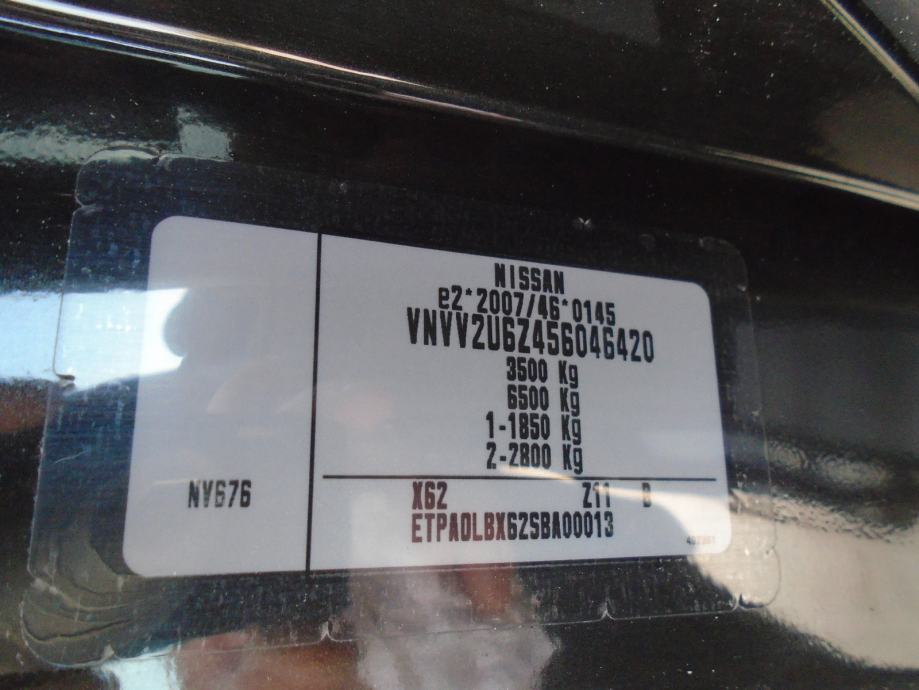 NISSAN
e2*2007/46*0145
VNVV2U6Z456046420
3500 Kg
6500 Kg
1-1850 Kg
2-2800 Kg
NV676
X62 Z11 B
ETPAOLBX62SBA00013